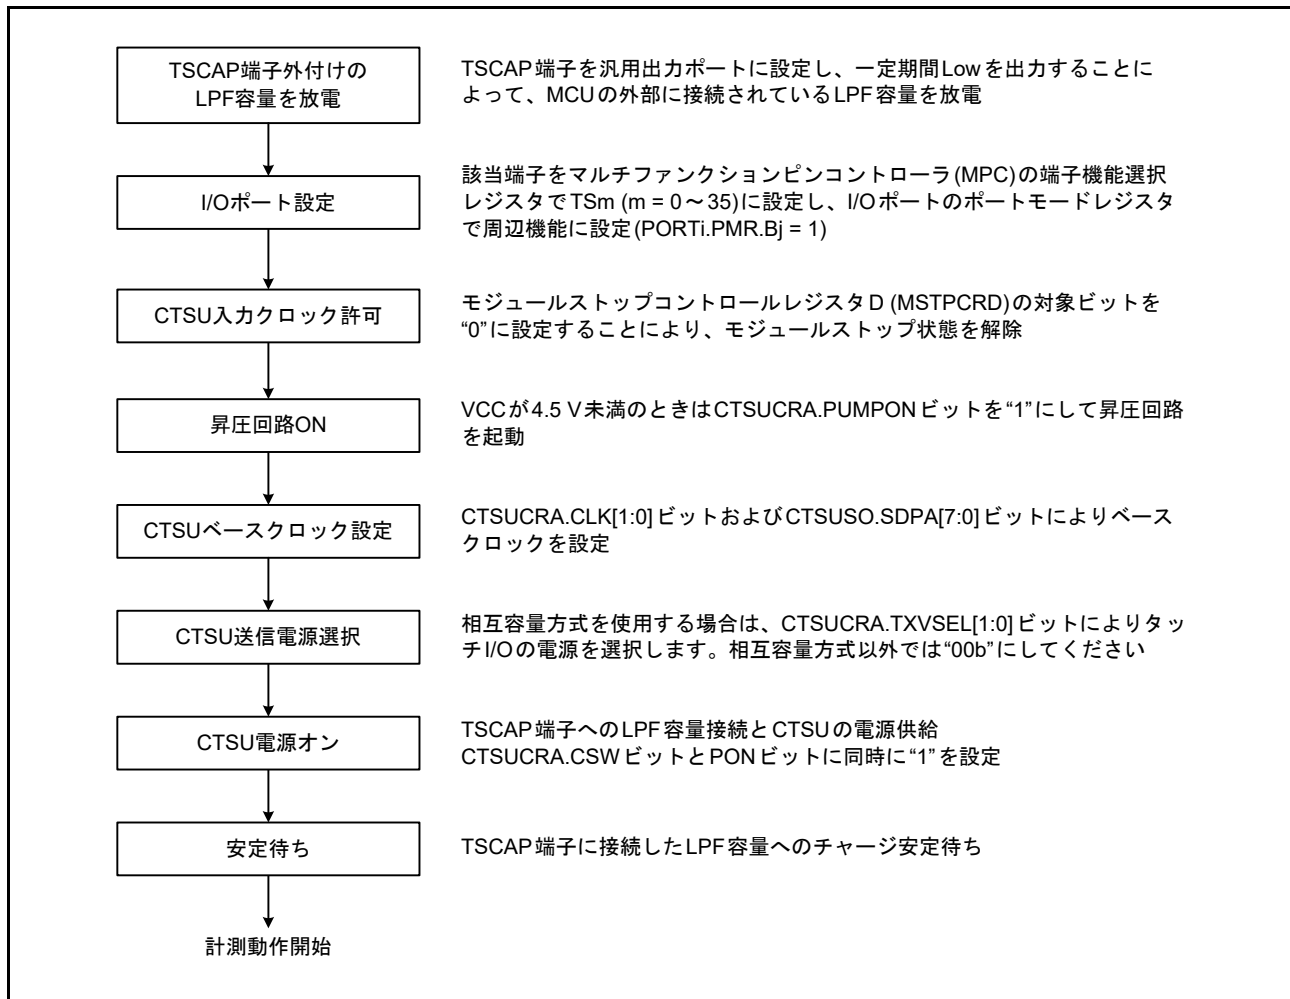 TSCAP端子外付けの
LPF容量を放電
TSCAP端子を汎用出力ポートに設定し、一定期間Lowを出力することに
よって、MCUの外部に接続されているLPF容量を放電
I/Oポート設定
該当端子をマルチファンクションピンコントローラ(MPC)の端子機能選択
レジスタでTSm (m = 0～35)に設定し、I/Oポートのポートモードレジスタ
で周辺機能に設定(PORTi.PMR.Bj = 1)
CTSU入力クロック許可
モジュールストップコントロールレジスタD (MSTPCRD)の対象ビットを
“0”に設定することにより、モジュールストップ状態を解除
昇圧回路ON
VCCが4.5 V未満のときはCTSUCRA.PUMPONビットを“1”にして昇圧回路
を起動
CTSUベースクロック設定
CTSUCRA.CLK[1:0]ビットおよびCTSUSO.SDPA[7:0]ビットによりベース
クロックを設定
CTSU送信電源選択
相互容量方式を使用する場合は、CTSUCRA.TXVSEL[1:0]ビットによりタッ
チI/Oの電源を選択します。相互容量方式以外では“00b”にしてください
CTSU電源オン
TSCAP端子へのLPF容量接続とCTSUの電源供給
CTSUCRA.CSWビットとPONビットに同時に“1”を設定
安定待ち
TSCAP端子に接続したLPF容量へのチャージ安定待ち
計測動作開始